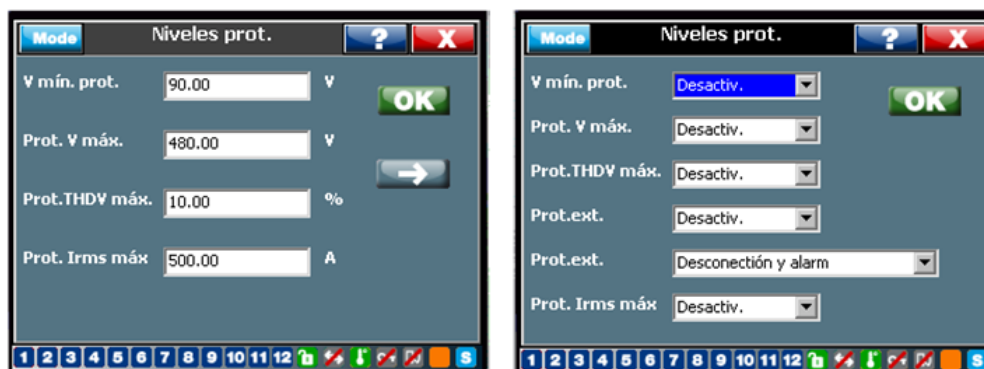 Mode Niveles prot. ? X
V mín. prot. 90.00 V OK
Prot. V máx. 480.00 V
Prot.THDV máx. 10.00 %
Prot. Irms máx 500.00 A
1 2 3 4 5 6 7 8 9 10 11 12 S
Mode Niveles prot. ? X
V mín. prot. Desactiv. OK
Prot. V máx. Desactiv.
Prot.THDV máx. Desactiv.
Prot.ext. Desactiv.
Prot.ext. Desconectión y alarm
Prot. Irms máx Desactiv.
1 2 3 4 5 6 7 8 9 10 11 12 S